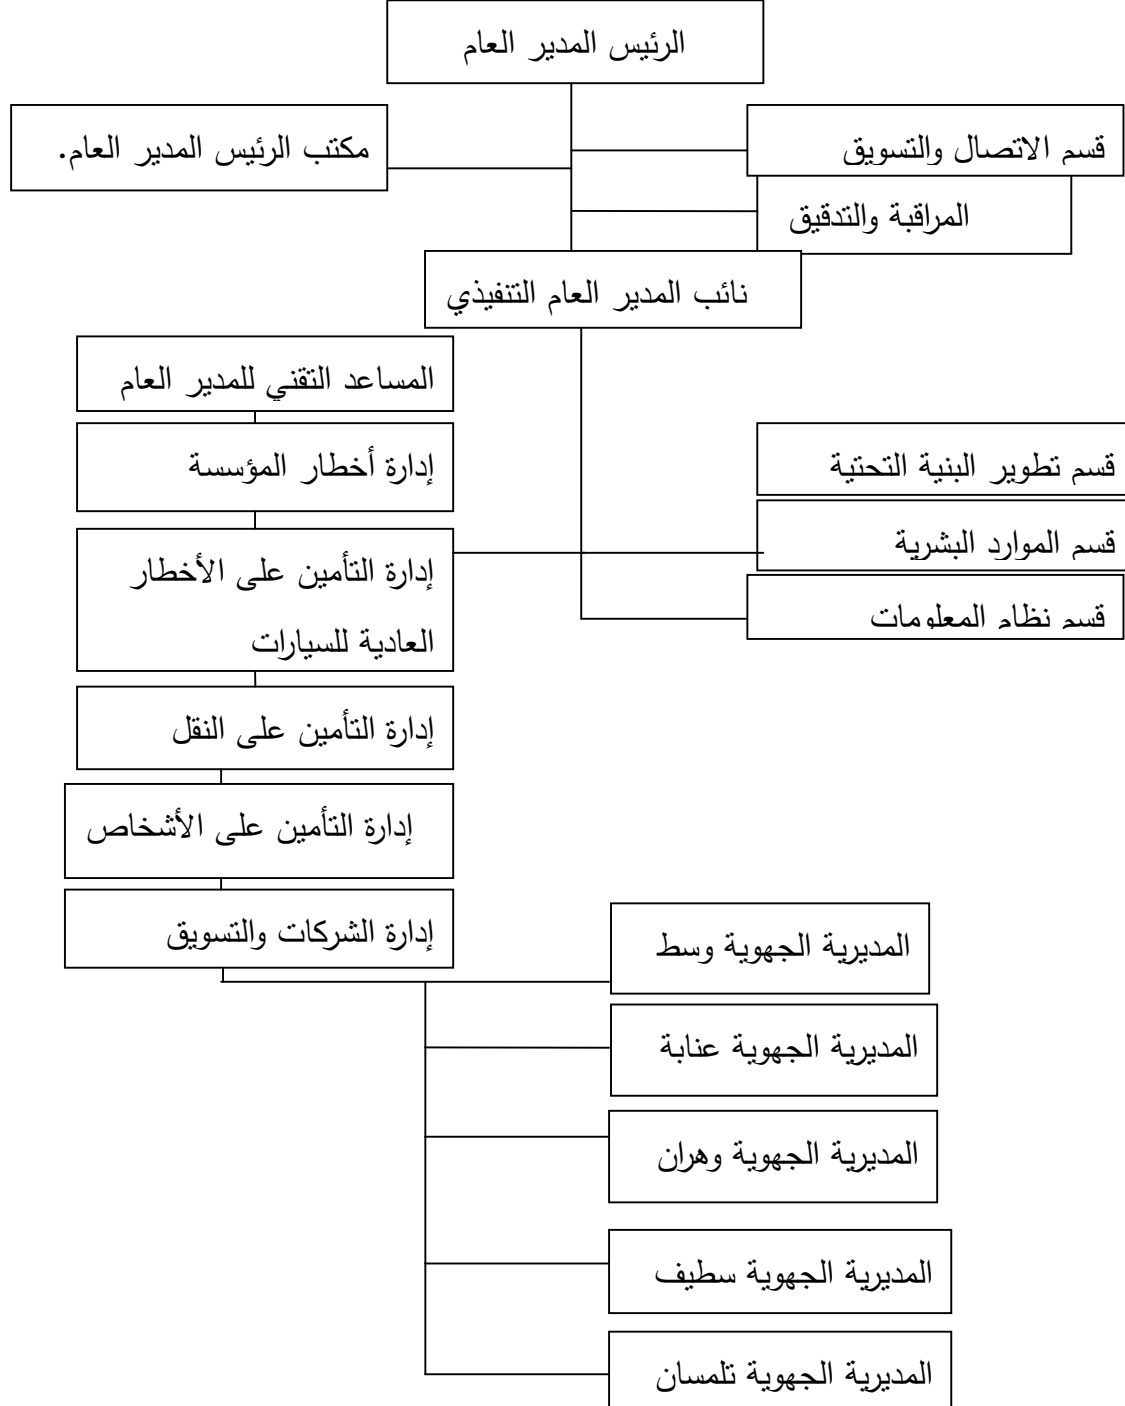 الرئيس المدير العام
قسم الاتصال والتسويق
مكتب الرئيس المدير العام.
المراقبة والتدقيق
نائب المدير العام التنفيذي
المساعد التقني للمدير العام
إدارة أخطار المؤسسة
قسم تطوير البنية التحتية
قسم الموارد البشرية
إدارة التأمين على الأخطار
العادية للسيارات
قسم نظام المعلومات
إدارة التأمين على النقل
إدارة التأمين على الأشخاص
إدارة الشركات والتسويق
المديرية الجهوية وسط
المديرية الجهوية عنابة
المديرية الجهوية وهران
المديرية الجهوية سطيف
المديرية الجهوية تلمسان